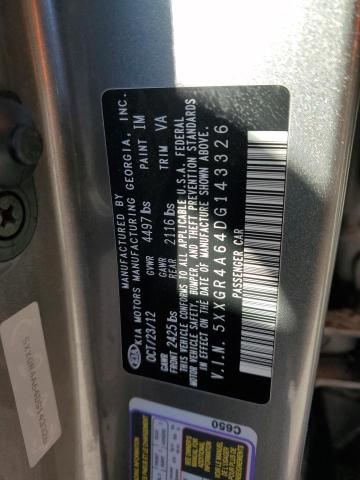 MANUFACTURED BY
KIA KIA MOTORS MANUFACTURING GEORGIA, INC.
OCT/23/12 GVWR 4497 lbs PAINT IM
GAWR FRONT 2425 lbs GAWR REAR 2116 lbs TRIM VA
THIS VEHICLE CONFORMS TO ALL APPLICABLE U.S.A. FEDERAL
MOTOR VEHICLE SAFETY, BUMPER, AND THEFT PREVENTION STANDARDS
IN EFFECT ON THE DATE OF MANUFACTURE SHOWN ABOVE.
V.I.N. 5XXGR4A64DG143326
PASSENGER CAR
C650